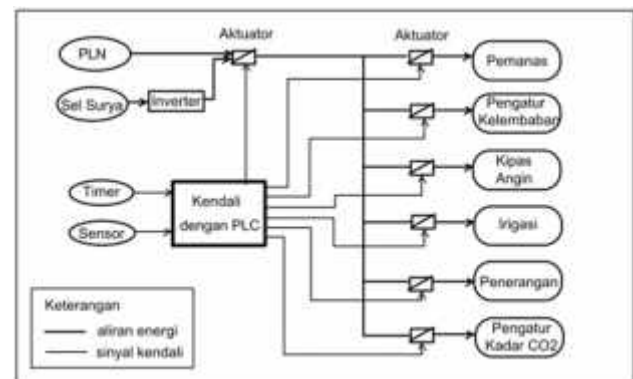 Aktuator
Aktuator
PLN
Pemanas
Sel Surya
Inverter
Pengatur
Kelembaban
Timer
Kendali
dengan PLC
Kipas
Angin
Sensor
Irigasi
Penerangan
Keterangan
aliran energi
sinyal kendali
Pengatur
Kadar CO2